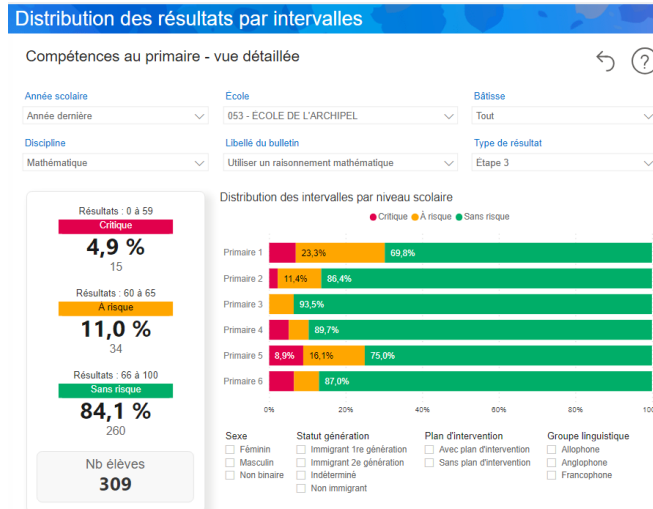 Distribution des résultats par intervalles
Compétences au primaire - vue détaillée
?
Année scolaire
Ecole
Bâtisse
Année dernière
053 - ÉCOLE DE L'ARCHIPEL
Tout
Discipline
Libellé du bulletin
Type de résultat
Mathématique
Utiliser un raisonnement mathématique
Étape 3
Résultats : 0 à 59
Critique
4,9 %
15
Résultats : 60 à 65
À risque
11,0 %
34
Résultats : 66 à 100
Sans risque
84,1 %
260
Nb élèves
309
Distribution des intervalles par niveau scolaire
Critique À risque Sans risque
Primaire 1 23,3% 69,8%
Primaire 2 11,4% 86,4%
Primaire 3 93,5%
Primaire 4 89,7%
Primaire 5 8,9% 16,1% 75,0%
Primaire 6 87,0%
0% 20% 40% 60% 80% 100
Sexe
Féminin
Masculin
Non binaire
Statut génération
Immigrant 1re génération
Immigrant 2e génération
Indéterminé
Non immigrant
Plan d'intervention
Avec plan d'intervention
Sans plan d'intervention
Groupe linguistique
Allophone
Anglophone
Francophone